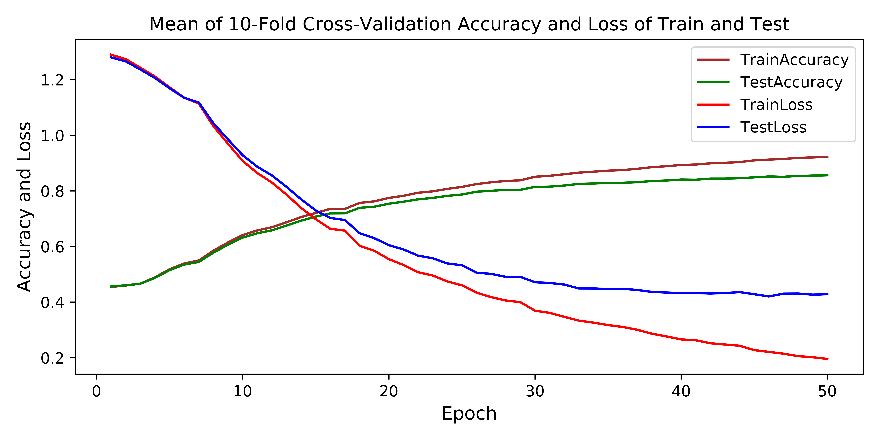 Mean of 10-Fold Cross-Validation Accuracy and Loss of Train and Test
TrainAccuracy
TestAccuracy
TrainLoss
TestLoss
Accuracy and Loss
1.2
1.0
0.8
0.6
0.4
0.2
0 10 20 30 40 50
Epoch